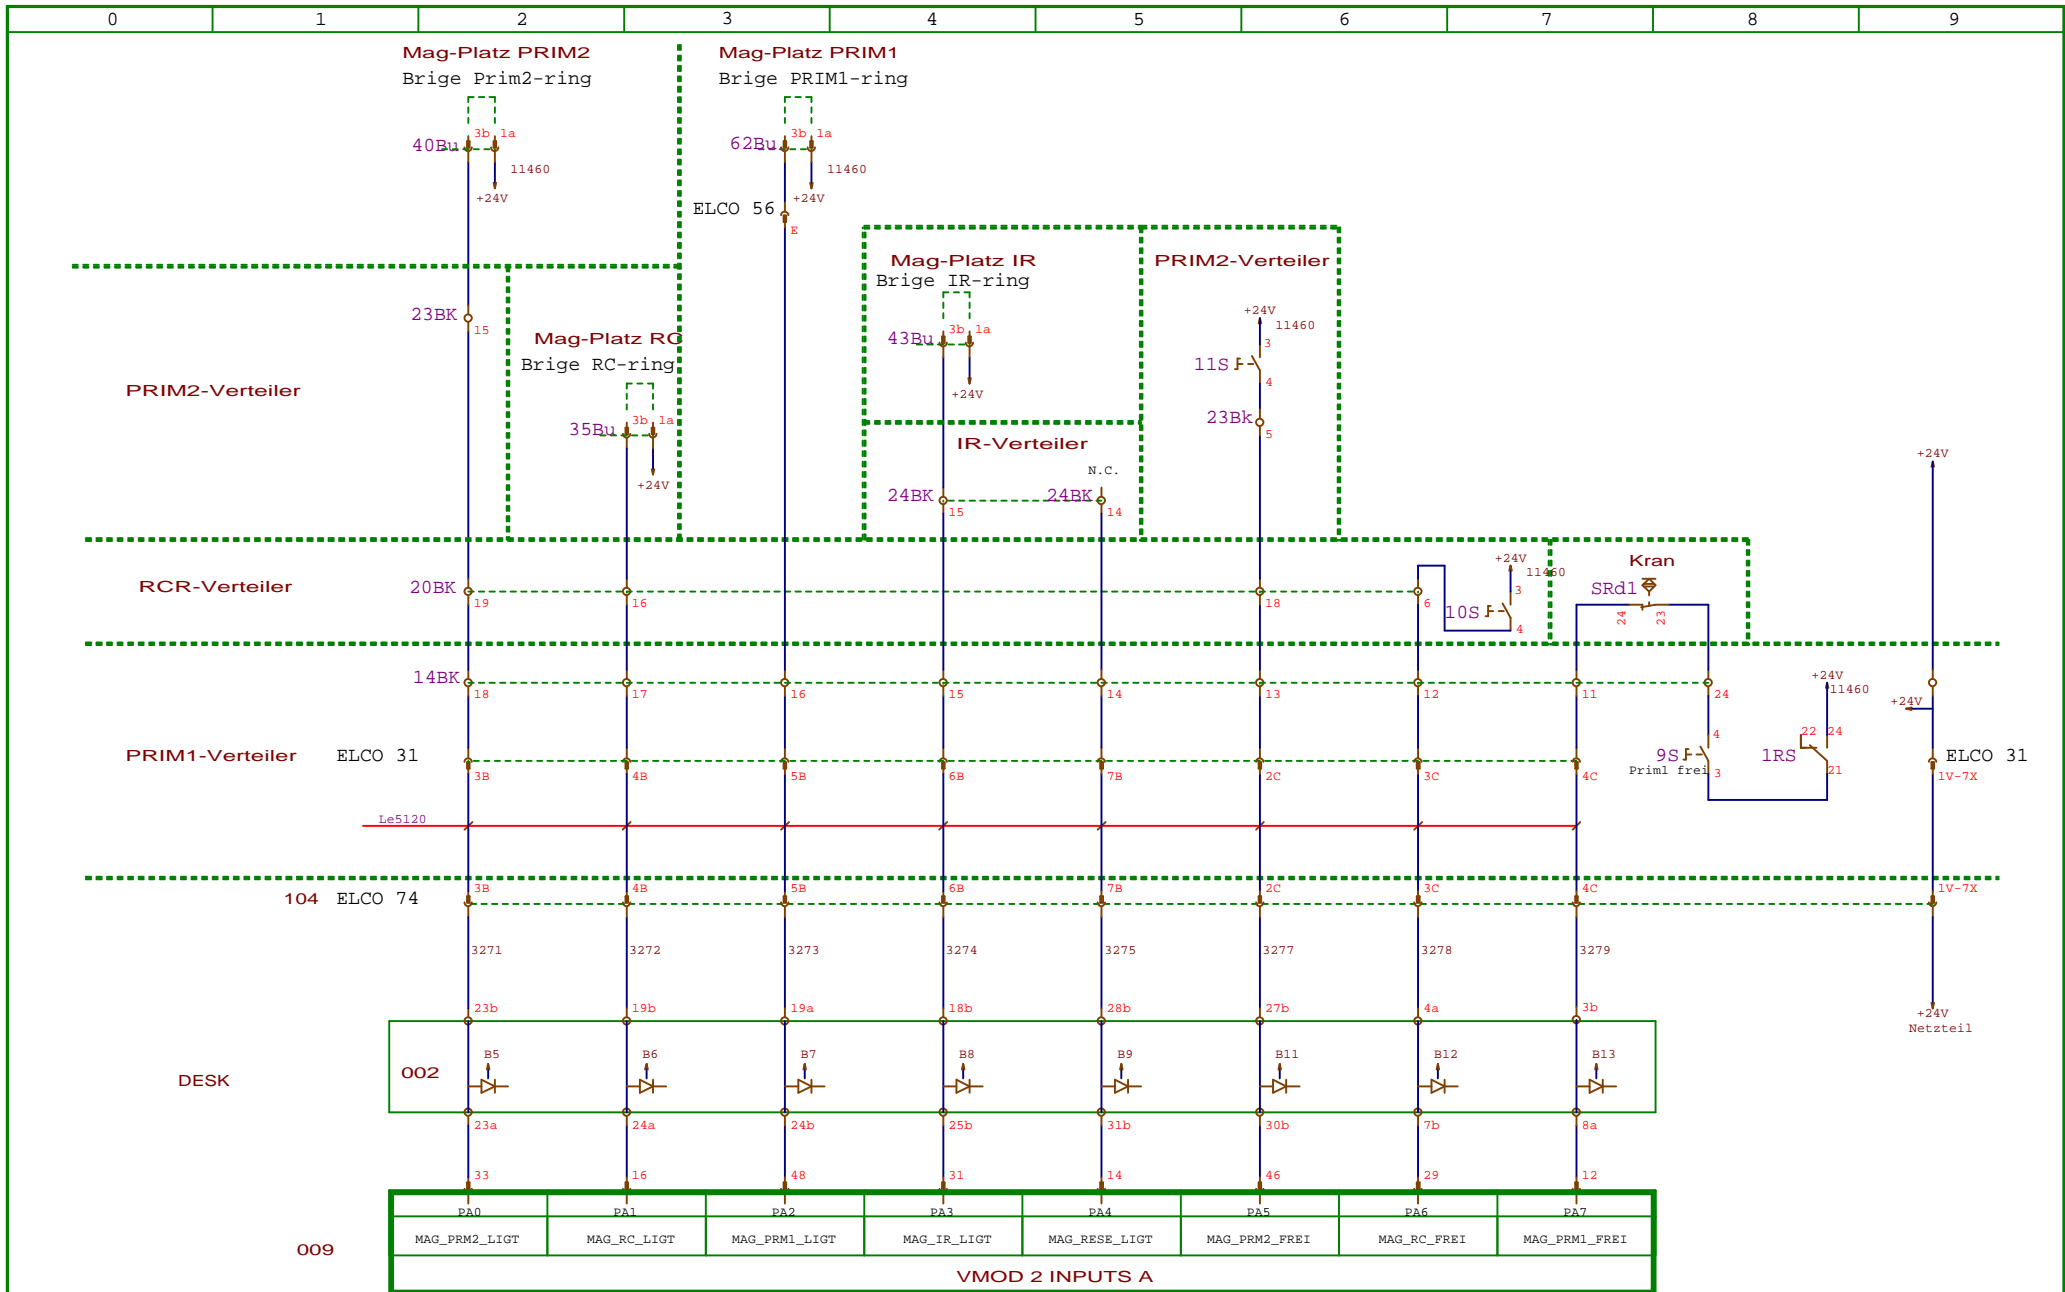 0 1 2 3 4 5 6 7 8 9
Mag-Platz PRIM2 Mag-Platz PRIM1
Brige Prim2-ring Brige PRIM1-ring
3b 1a 3b 1a
40Bu 62Bu
11460 11460
+24V +24V
ELCO 56
E
Mag-Platz IR PRIM2-Verteiler
Brige IR-ring
+24V
23BK 11460
15 3b 1a
Mag-Platz RC 43Bu 3
Brige RC-ring 11S
4
PRIM2-Verteiler +24V
3b 1a 23Bk
35Bu 5
IR-Verteiler
+24V
N.C.
+24V
24BK 24BK
15 14
+24V Kran
11460
RCR-Verteiler 20BK 3 SRd1
19 16 18 6 10S 24 23
4
14BK +24V
18 17 16 15 14 13 12 11 24 11460
+24V
4 22 24
PRIM1-Verteiler ELCO 31 9S 1RS ELCO 31
3B 4B 5B 6B 7B 2C 3C 4C Prim1 frei 3 21 1V-7X
Le5120
3B 4B 5B 6B 7B 2C 3C 4C 1V-7X
104 ELCO 74
3271 3272 3273 3274 3275 3277 3278 3279
23b 19b 19a 18b 28b 27b 4a 3b
+24V
Netzteil
B5 B6 B7 B8 B9 B11 B12 B13
DESK 002
23a 24a 24b 25b 31b 30b 7b 8a
33 16 48 31 14 46 29 12
PA0 PA1 PA2 PA3 PA4 PA5 PA6 PA7
009 MAG_PRM2_LIGT MAG_RC_LIGT MAG_PRM1_LIGT MAG_IR_LIGT MAG_RESE_LIGT MAG_PRM2_FREI MAG_RC_FREI MAG_PRM1_FREI
VMOD 2 INPUTS A